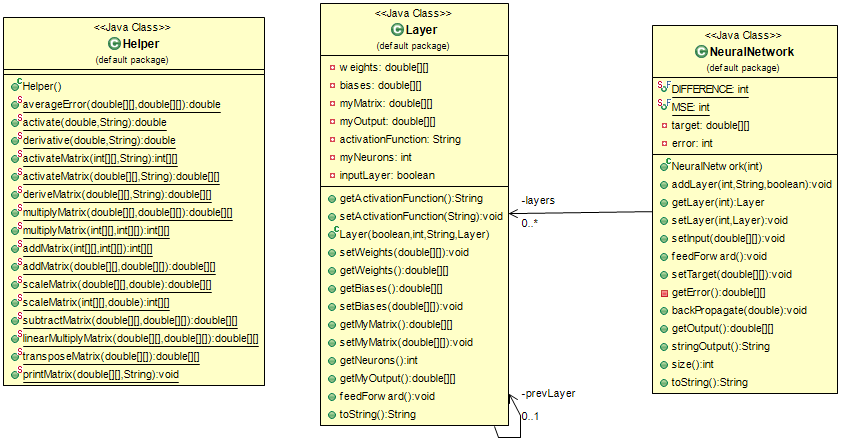 <<Java Class>>
Helper
(default package)
Helper()
averageError(double[][],double[][]):double
activate(double,String):double
derivative(double,String):double
activateMatrix(int[][],String):int[][]
activateMatrix(double[][],String):double[][]
deriveMatrix(double[][],String):double[][]
multiplyMatrix(double[][],double[][]):double[][]
multiplyMatrix(int[][],int[][]):int[][]
addMatrix(int[][],int[][]):int[][]
addMatrix(double[][],double[][]):double[][]
scaleMatrix(double[][],double):double[][]
scaleMatrix(int[][],double):int[][]
subtractMatrix(double[][],double[][]):double[][]
linearMultiplyMatrix(double[][],double[][]):double[][]
transposeMatrix(double[][]):double[][]
printMatrix(double[][],String):void
<<Java Class>>
Layer
(default package)
weights: double[][]
biases: double[][]
myMatrix: double[][]
myOutput: double[][]
activationFunction: String
myNeurons: int
inputLayer: boolean
getActivationFunction():String
setActivationFunction(String):void
Layer(boolean,int,String,Layer)
setWeights(double[][]):void
getWeights():double[][]
getBiases():double[][]
setBiases(double[][]):void
getMyMatrix():double[][]
setMyMatrix(double[][]):void
getNeurons():int
getMyOutput():double[][]
feedForward():void
toString():String
-layers
0..*
-prevLayer
0..1
<<Java Class>>
NeuralNetwork
(default package)
DIFFERENCE: int
MSE: int
target: double[][]
error: int
NeuralNetwork(int)
addLayer(int,String,boolean):void
getLayer(int):Layer
setLayer(int,Layer):void
setInput(double[][]):void
feedForward():void
setTarget(double[][]):void
getError():double[][]
backPropagate(double):void
getOutput():double[][]
stringOutput():String
size():int
toString():String